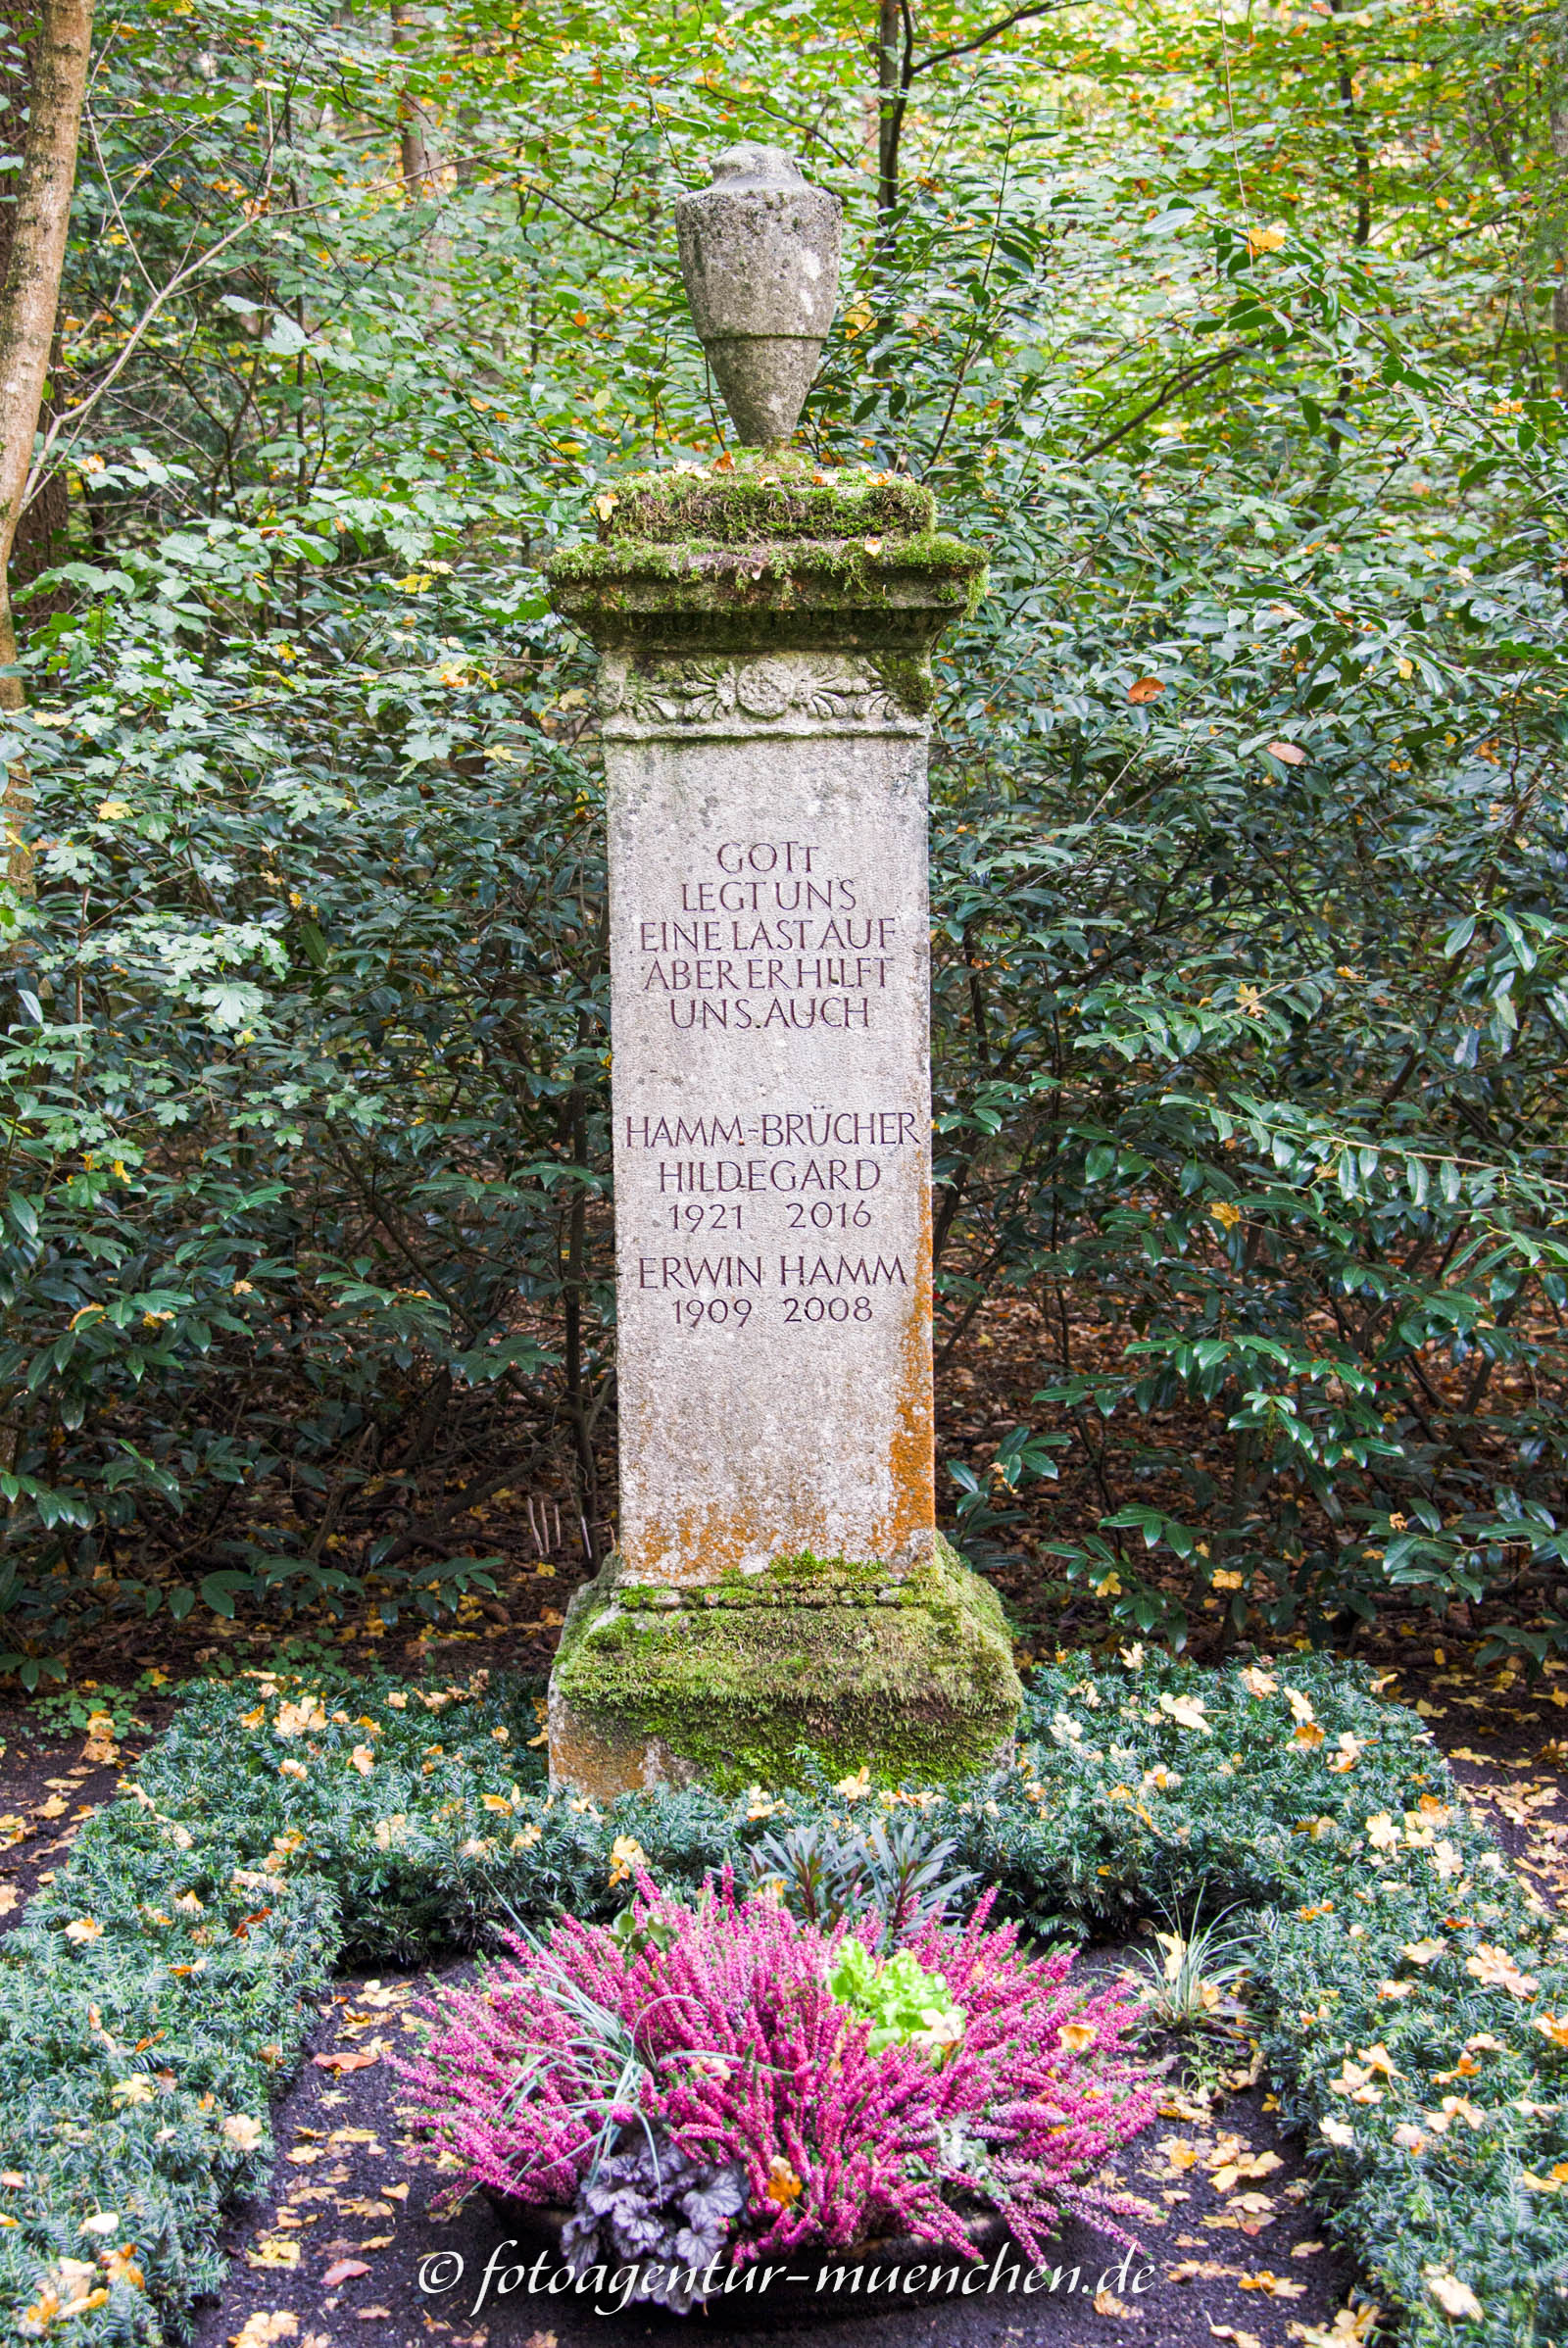 GOTT
LEGT UNS
EINE LAST AUF
ABER ER HILFT
UNS AUCH
HAMM-BRÜCHER
HILDEGARD
1921 2016
ERWIN HAMM
1909 2008
© fotoagentur-muenchen.de